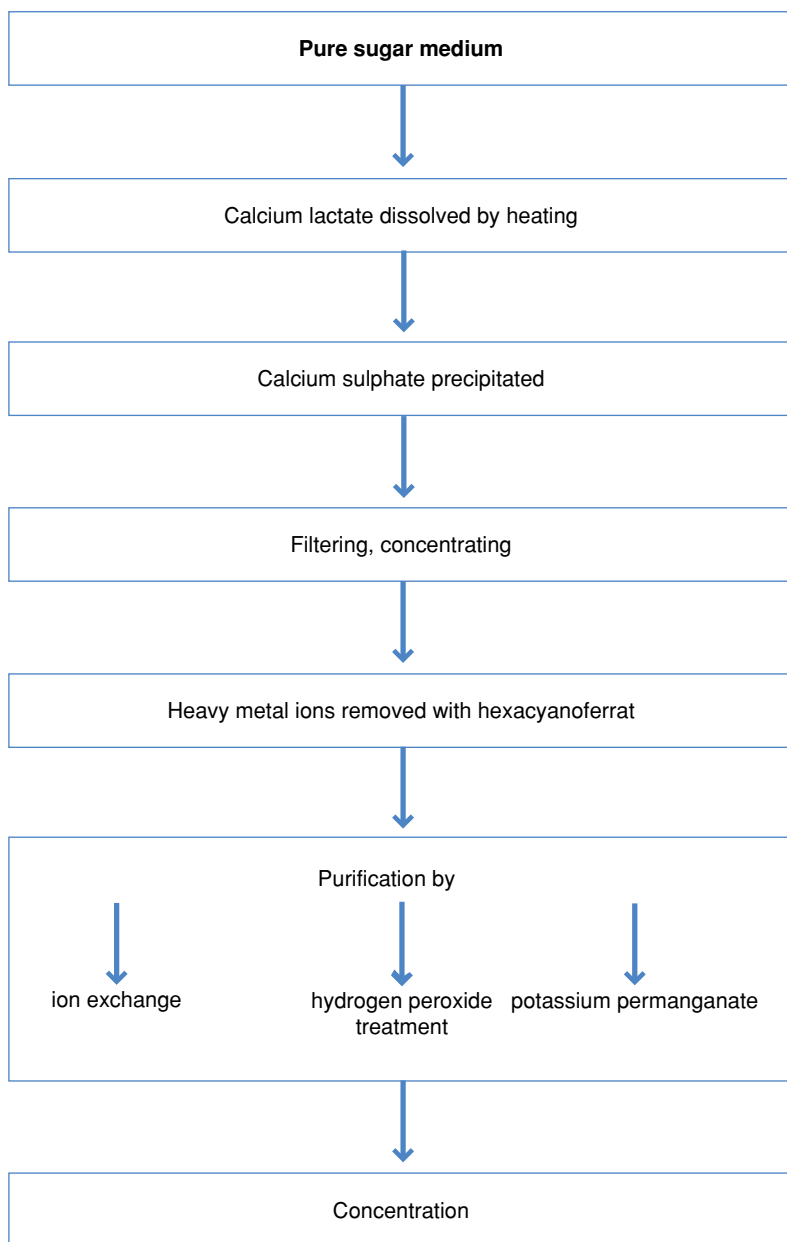 Pure sugar medium
Calcium lactate dissolved by heating
Calcium sulphate precipitated
Filtering, concentrating
Heavy metal ions removed with hexacyanoferrat
Purification by
ion exchange
hydrogen peroxide
treatment
potassium permanganate
Concentration